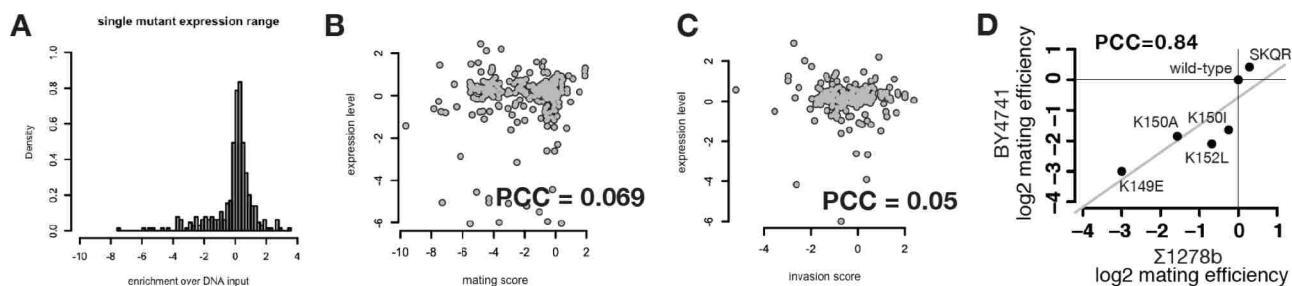 A
single mutant expression range
1.0
0.8
0.6
0.4
0.2
0.0
Density
-8 -6 -4 -2 0 2 4
enrichment over DNA input
B
2
0
-2
-4
-6
expression level
PCC = 0.069
-10 -8 -6 -4 -2 0 2
mating score
C
2
0
-2
-4
-6
expression level
PCC = 0.05
-4 -2 0 2
invasion score
D
PCC=0.84
SKQR
wild-type
K150A K150I
K152L
K149E
BY4741
log2 mating efficiency
0
-1
-2
-3
-4
-4 -3 -2 -1 0 1
Σ1278b
log2 mating efficiency